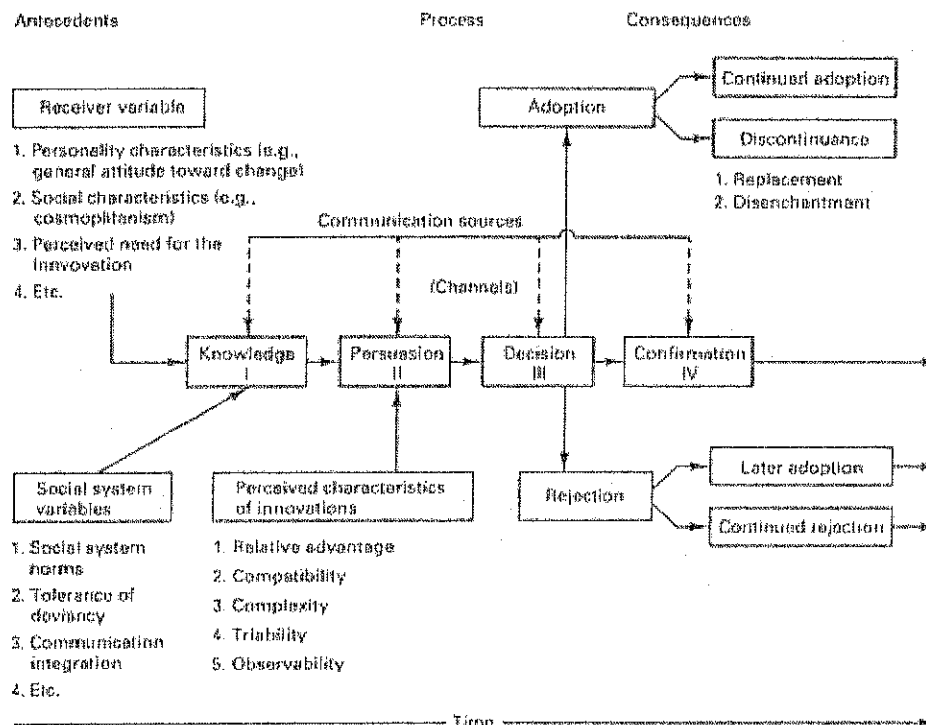 Antecedents
Process
Consequences
Receiver variable
1. Personality characteristics (e.g.,
general attitude toward change)
2. Social characteristics (e.g.,
cosmoplitanism)
3. Perceived need for the
innvovation
4. Etc.
Adoption
Continued adoption
Discontinuance
1. Replacement
2. Disenchantment
Communication sources
(Channels)
Knowledge
I
Persuasion
II
Decision
III
Confirmation
IV
Social system
variables
1. Social system
norms
2. Tolerance of
deviancy
3. Communication
integration
4. Etc.
Perceived characteristics
of innovations
1. Relative advantage
2. Compatibility
3. Complexity
4. Triability
5. Observability
Rejection
Later adoption
Continued rejection
Time